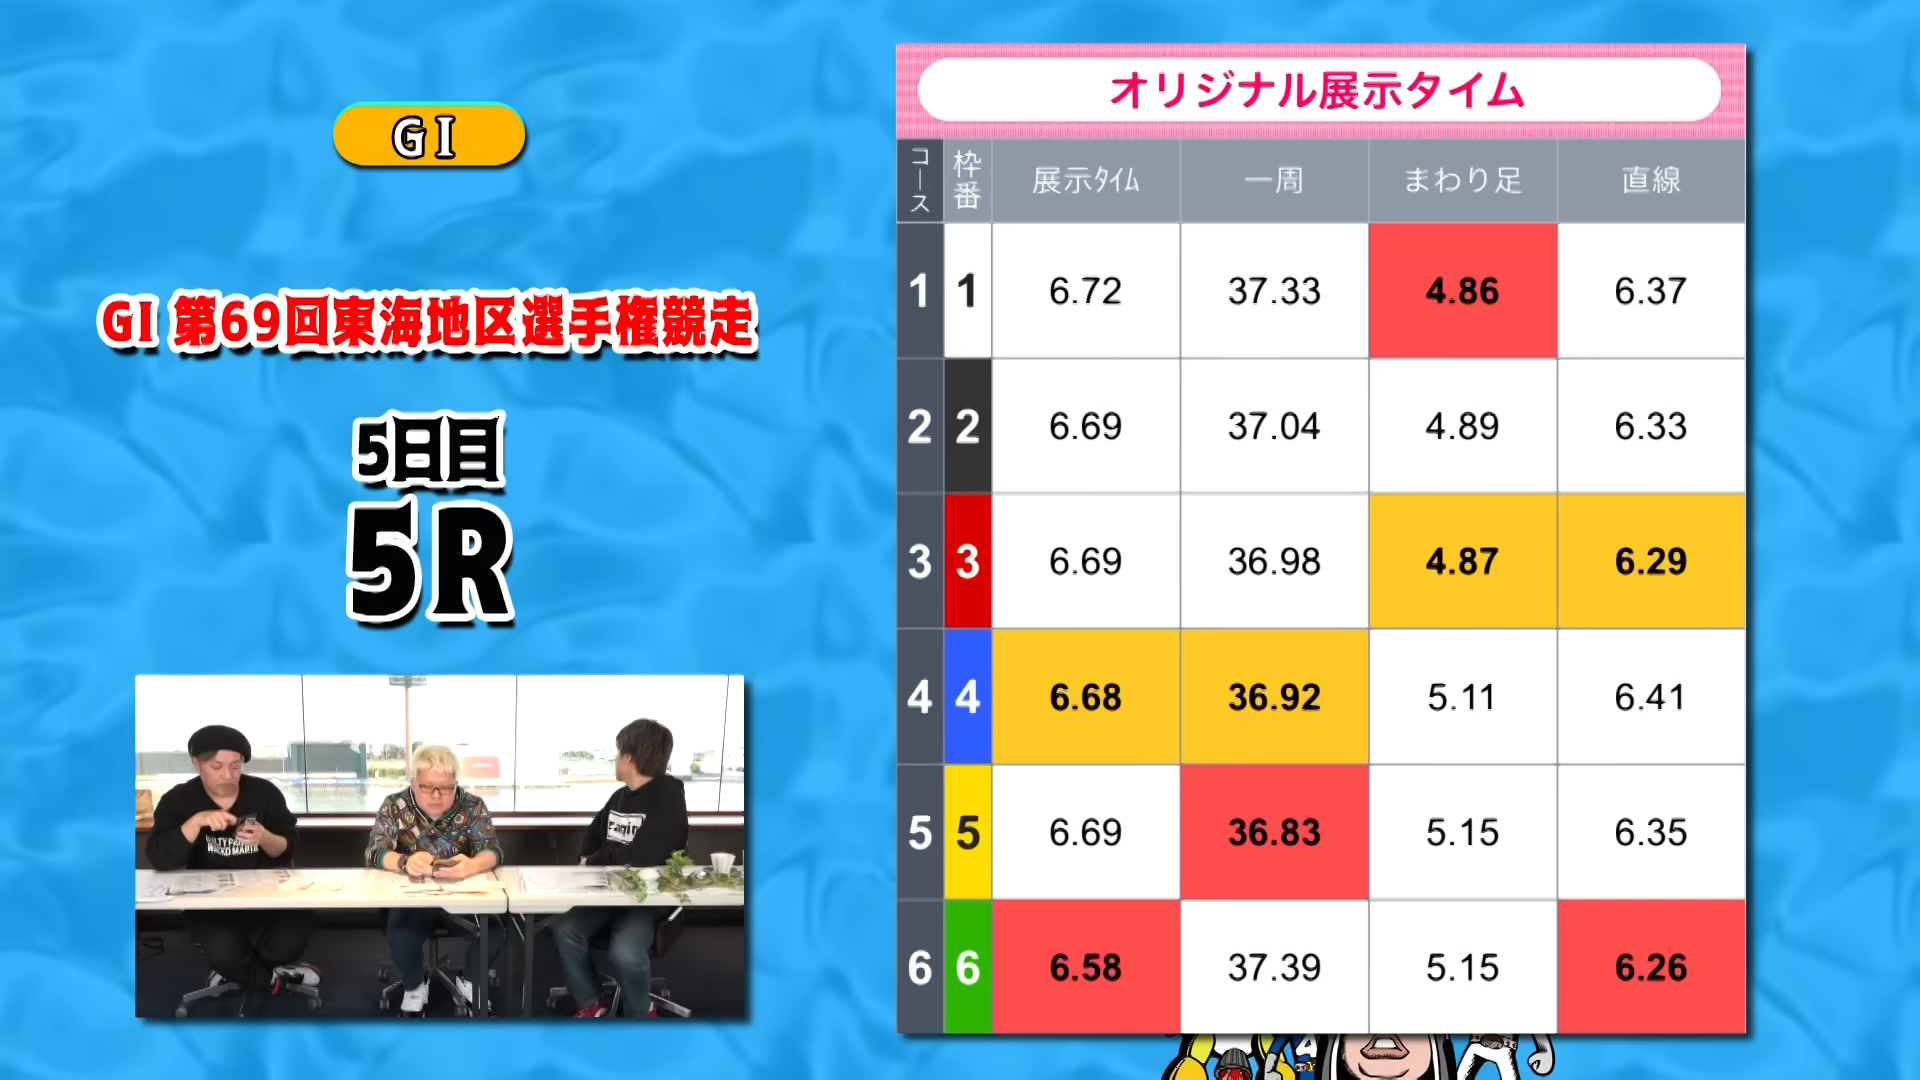 GI
GI 第69回東海地区選手権競走
5日目
5R
オリジナル展示タイム
コース 枠番 展示ﾀｲﾑ 一周 まわり足 直線
1 1 6.72 37.33 4.86 6.37
2 2 6.69 37.04 4.89 6.33
3 3 6.69 36.98 4.87 6.29
4 4 6.68 36.92 5.11 6.41
5 5 6.69 36.83 5.15 6.35
6 6 6.58 37.39 5.15 6.26